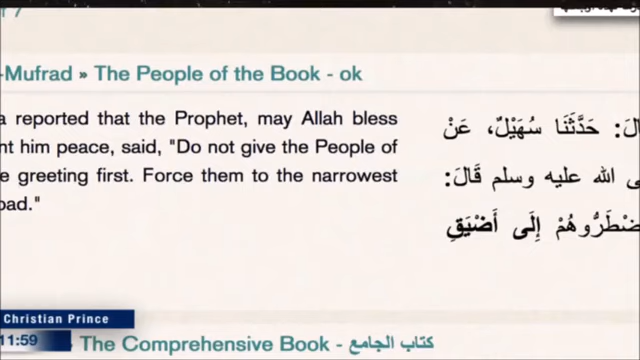 -Mufrad » The People of the Book - ok
a reported that the Prophet, may Allah bless
nt him peace, said, "Do not give the People of
e greeting first. Force them to the narrowest
oad."
حَدَّثَنَا سُهَيْلٌ، عَنْ
الله عليه وسلم قَالَ:
إِلَى أَضْيَقِ
Christian Prince
11:59
The Comprehensive Book - كتاب الجامع